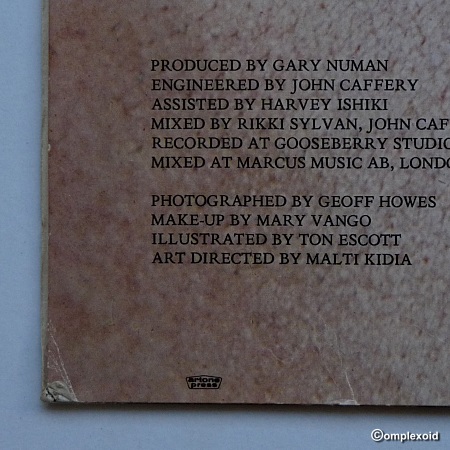 PRODUCED BY GARY NUMAN
ENGINEERED BY JOHN CAFFERY
ASSISTED BY HARVEY ISHIKI
MIXED BY RIKKI SYLVAN, JOHN CAF
RECORDED AT GOOSEBERRY STUDIO
MIXED AT MARCUS MUSIC AB, LONDO
PHOTOGRAPHED BY GEOFF HOWES
MAKE-UP BY MARY VANGO
ILLUSTRATED BY TON ESCOTT
ART DIRECTED BY MALTI KIDIA
ariona
press
©omplexoid